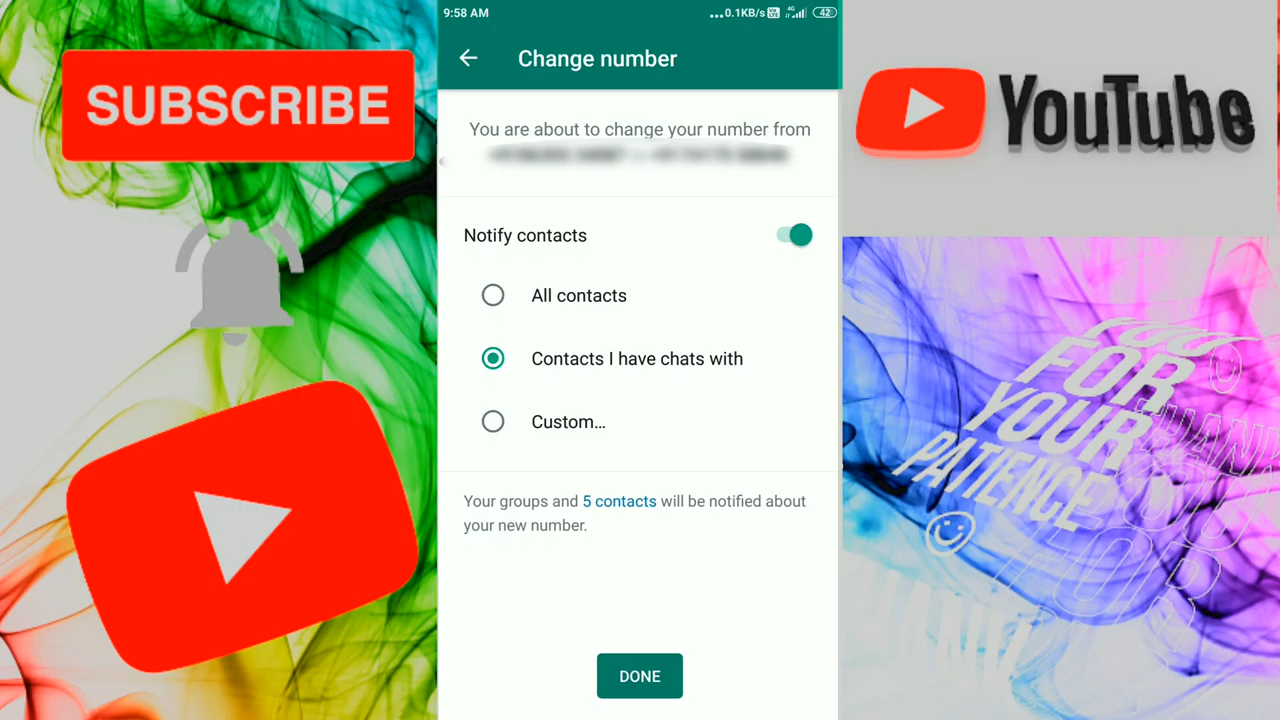 SUBSCRIBE
9:58 AM
...0.1KB/s
4G
42
Change number
You are about to change your number from
Notify contacts
All contacts
Contacts I have chats with
Custom...
Your groups and 5 contacts will be notified about
your new number.
DONE
YouTube
YOU
FOR
YOUR
PATIENCE